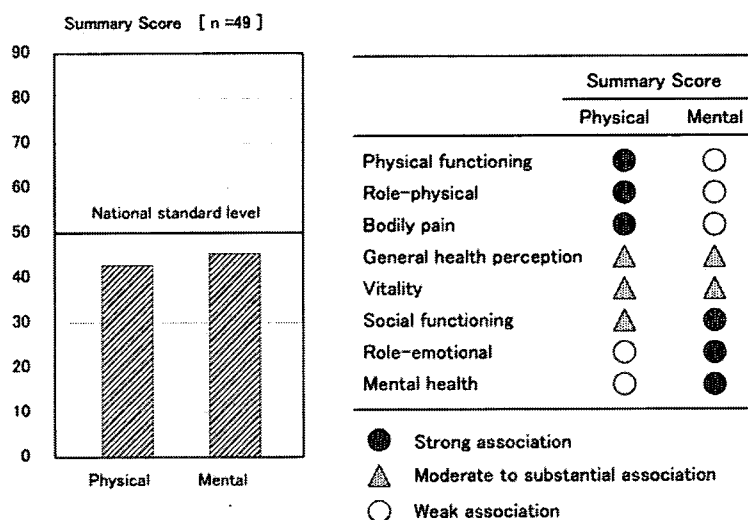 Summary Score [ n =49 ]
90
80
70
60
National standard level
50
40
30
20
10
0
Physical Mental
Summary Score
Physical Mental
Physical functioning
Role-physical
Bodily pain
General health perception
Vitality
Social functioning
Role-emotional
Mental health
Strong association
Moderate to substantial association
Weak association